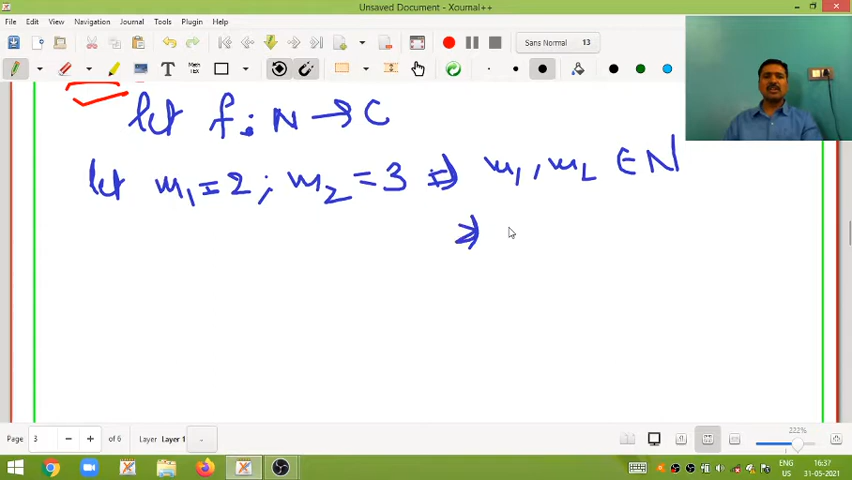 Unsaved Document - Xournal++
File Edit View Navigation Journal Tools Plugin Help
Sans Normal 13
let f : N → C
let m₁ = 2 ; m₂ = 3 ⇒ m₁, m₂ ∈ N
⇒
Page 3 of 6 Layer Layer 1 222%
ENG 16:37
US 31-05-2021